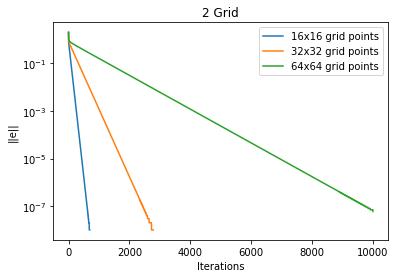 2 Grid
16x16 grid points
32x32 grid points
64x64 grid points
||e||
10⁻¹
10⁻³
10⁻⁵
10⁻⁷
0 2000 4000 6000 8000 10000
Iterations